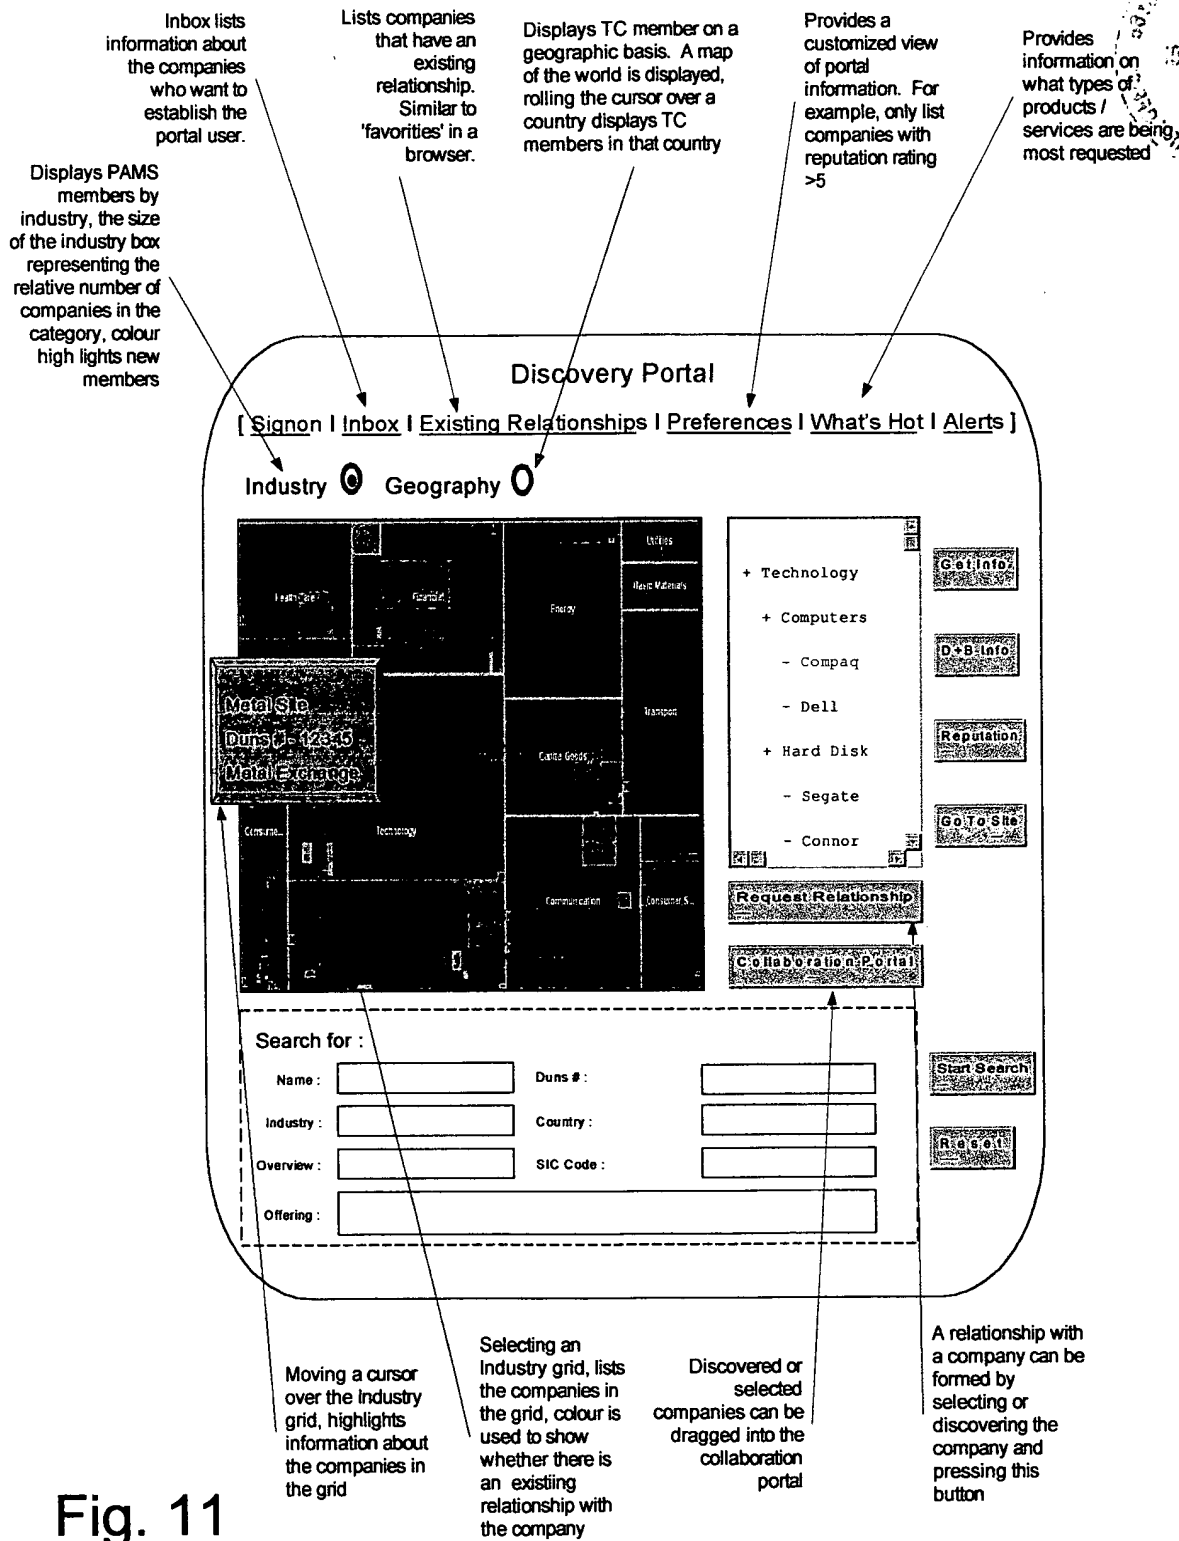 Inbox lists
information about
the companies
who want to
establish the
portal user.
Lists companies
that have an
existing
relationship.
Similar to
'favorities' in a
browser.
Displays TC member on a
geographic basis. A map
of the world is displayed,
rolling the cursor over a
country displays TC
members in that country
Provides a
customized view
of portal
information. For
example, only list
companies with
reputation rating
>5
Provides
information on
what types of
products /
services are being
most requested
Displays PAMS
members by
industry, the size
of the industry box
representing the
relative number of
companies in the
category, colour
high lights new
members
Discovery Portal
[ Signon I Inbox I Existing Relationships I Preferences I What's Hot I Alerts ]
Industry Geography
Health Care
Financial
Energy
Utilities
Basic Materials
Transport
Capital Goods
Consume...
Technology
Communication
Consumer S...
Metal Site
Duns # - 12345
Metal Exchange
+ Technology
+ Computers
- Compaq
- Dell
+ Hard Disk
- Segate
- Connor
Get Info
D+B Info
Reputation
Go To Site
Request Relationship
Collaboration Portal
Search for :
Name :
Duns # :
Industry :
Country :
Overview :
SIC Code :
Offering :
Start Search
Reset
Moving a cursor
over the Industry
grid, highlights
information about
the companies in
the grid
Selecting an
Industry grid, lists
the companies in
the grid, colour is
used to show
whether there is
an existiing
relationship with
the company
Discovered or
selected
companies can be
dragged into the
collaboration
portal
A relationship with
a company can be
formed by
selecting or
discovering the
company and
pressing this
button
Fig. 11